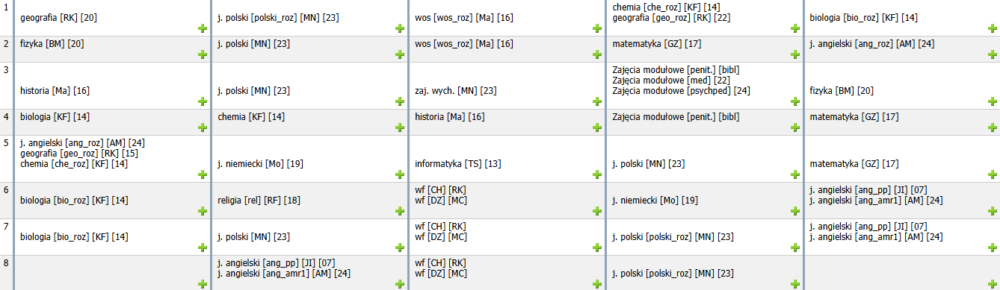 1
geografia [RK] [20]
j. polski [polski_roz] [MN] [23]
wos [wos_roz] [Ma] [16]
chemia [che_roz] [KF] [14]
geografia [geo_roz] [RK] [22]
biologia [bio_roz] [KF] [14]
2
fizyka [BM] [20]
j. polski [MN] [23]
wos [wos_roz] [Ma] [16]
matematyka [GZ] [17]
j. angielski [ang_roz] [AM] [24]
3
historia [Ma] [16]
j. polski [MN] [23]
zaj. wych. [MN] [23]
Zajęcia modułowe [penit.] [bibl]
Zajęcia modułowe [med] [22]
Zajęcia modułowe [psychped] [24]
fizyka [BM] [20]
4
biologia [KF] [14]
chemia [KF] [14]
historia [Ma] [16]
Zajęcia modułowe [penit.] [bibl]
matematyka [GZ] [17]
5
j. angielski [ang_roz] [AM] [24]
geografia [geo_roz] [RK] [15]
chemia [che_roz] [KF] [14]
j. niemiecki [Mo] [19]
informatyka [TS] [13]
j. polski [MN] [23]
matematyka [GZ] [17]
6
biologia [bio_roz] [KF] [14]
religia [rel] [RF] [18]
wf [CH] [RK]
wf [DZ] [MC]
j. niemiecki [Mo] [19]
j. angielski [ang_pp] [JI] [07]
j. angielski [ang_amr1] [AM] [24]
7
biologia [bio_roz] [KF] [14]
j. polski [MN] [23]
wf [CH] [RK]
wf [DZ] [MC]
j. polski [polski_roz] [MN] [23]
j. angielski [ang_pp] [JI] [07]
j. angielski [ang_amr1] [AM] [24]
8
j. angielski [ang_pp] [JI] [07]
j. angielski [ang_amr1] [AM] [24]
wf [CH] [RK]
wf [DZ] [MC]
j. polski [polski_roz] [MN] [23]